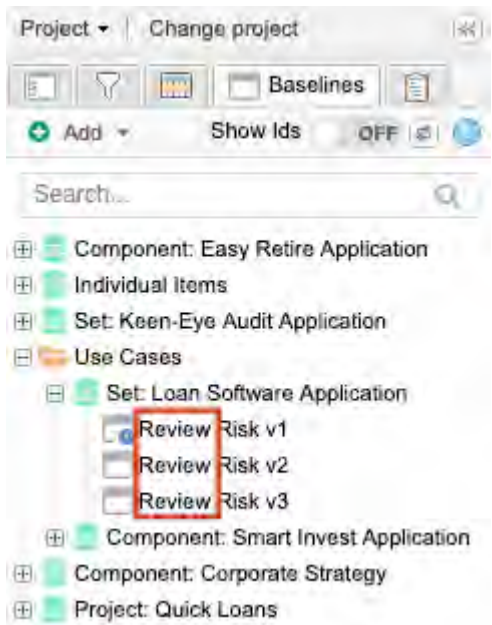 Project Change project
Baselines
Add Show Ids OFF
Search...
Component: Easy Retire Application
Individual Items
Set: Keen-Eye Audit Application
Use Cases
Set: Loan Software Application
Review Risk v1
Review Risk v2
Review Risk v3
Component: Smart Invest Application
Component: Corporate Strategy
Project: Quick Loans